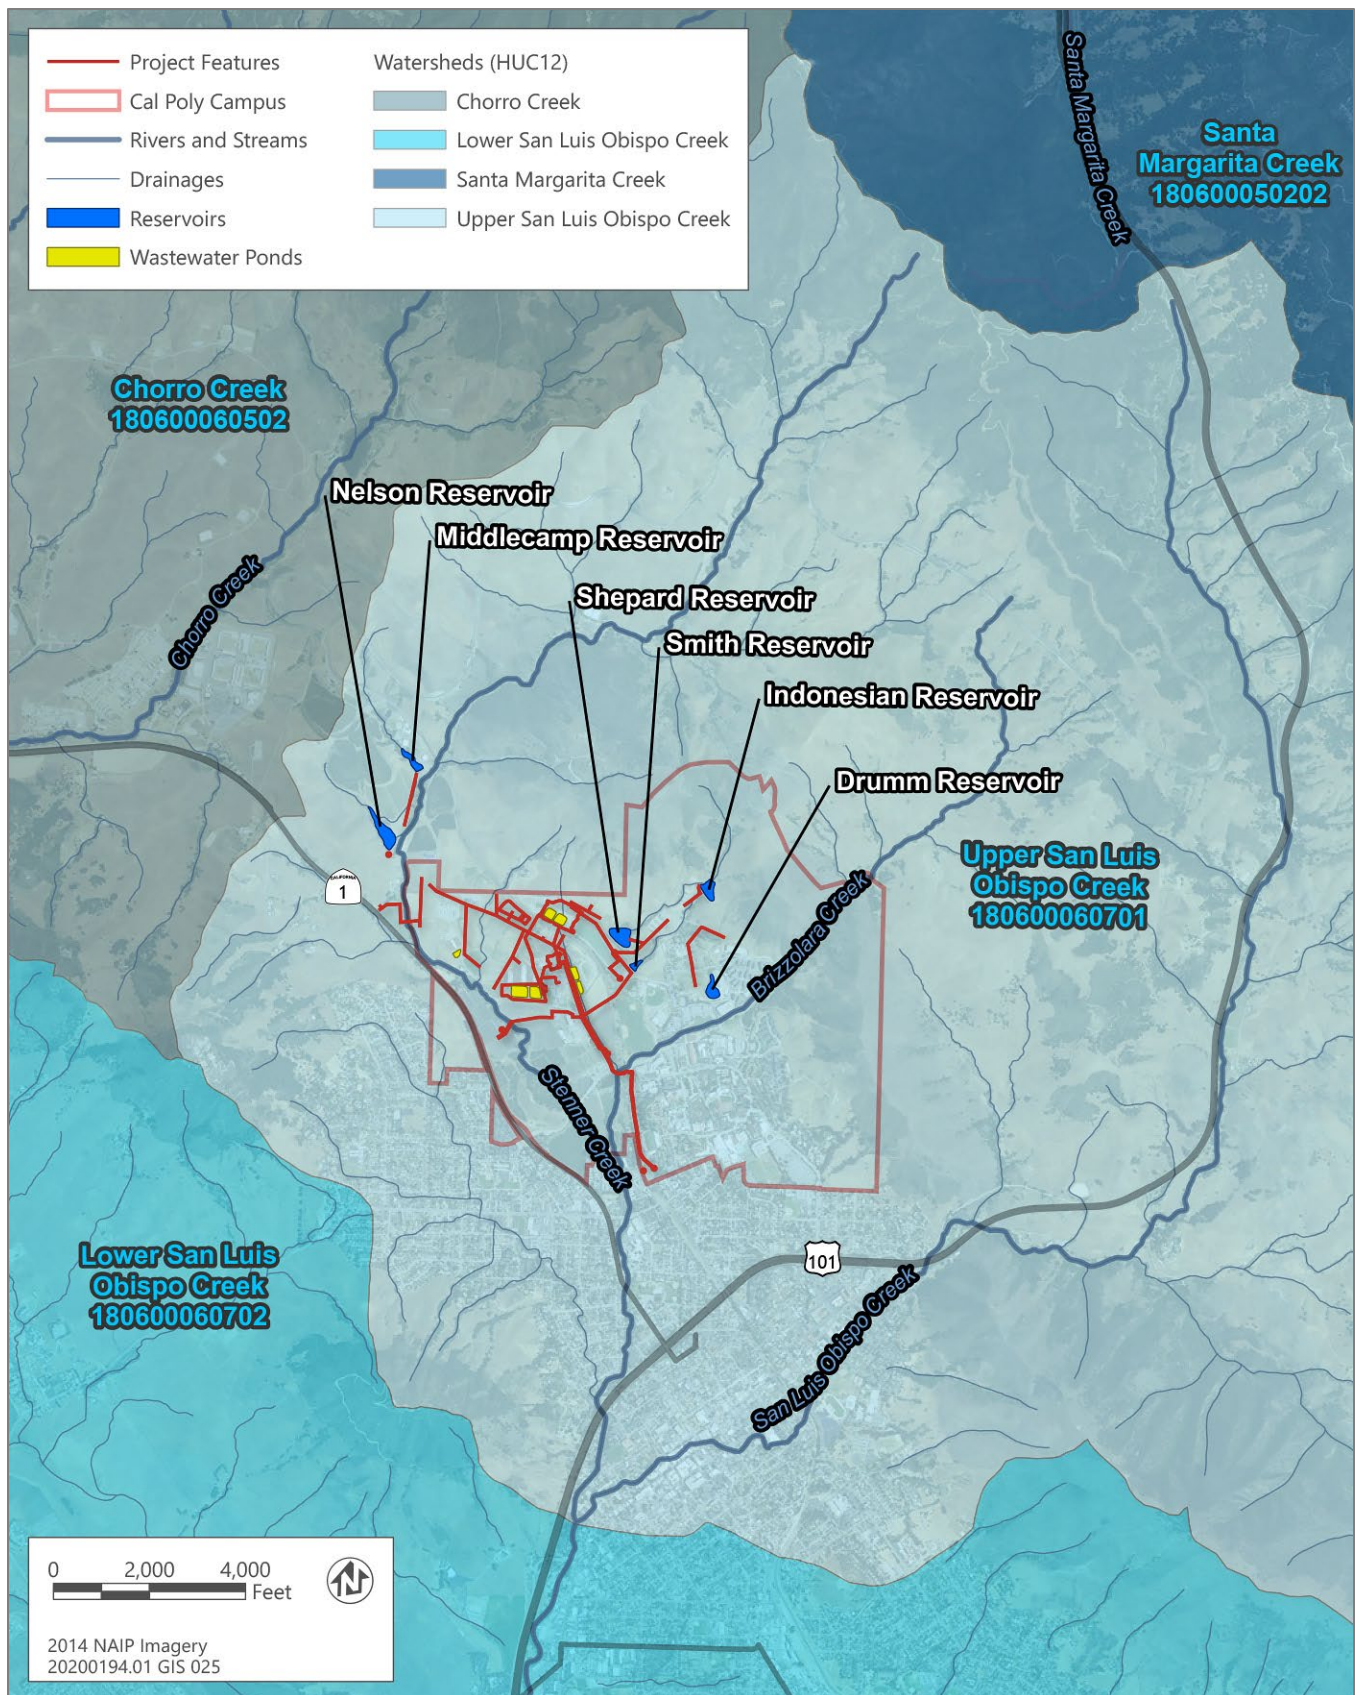 Project Features
Cal Poly Campus
Rivers and Streams
Drainages
Reservoirs
Wastewater Ponds
Watersheds (HUC12)
Chorro Creek
Lower San Luis Obispo Creek
Santa Margarita Creek
Upper San Luis Obispo Creek
Santa Margarita Creek
Santa
Margarita Creek
180600050202
Chorro Creek
180600060502
Nelson Reservoir
Middlecamp Reservoir
Shepard Reservoir
Smith Reservoir
Indonesian Reservoir
Drumm Reservoir
Chorro Creek
CALIFORNIA
1
Upper San Luis
Obispo Creek
180600060701
Brizzolara Creek
Stenner Creek
Lower San Luis
Obispo Creek
180600060702
101
San Luis Obispo Creek
0 2,000 4,000
Feet
N
2014 NAIP Imagery
20200194.01 GIS 025